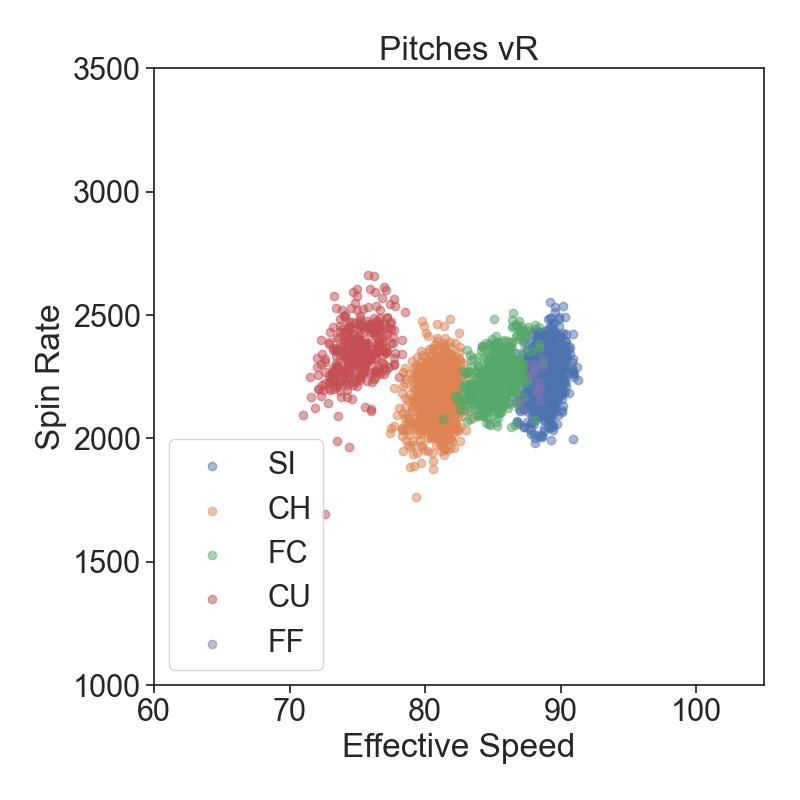 Pitches vR
3500
3000
2500
2000
1500
1000
Spin Rate
SI
CH
FC
CU
FF
60 70 80 90 100
Effective Speed